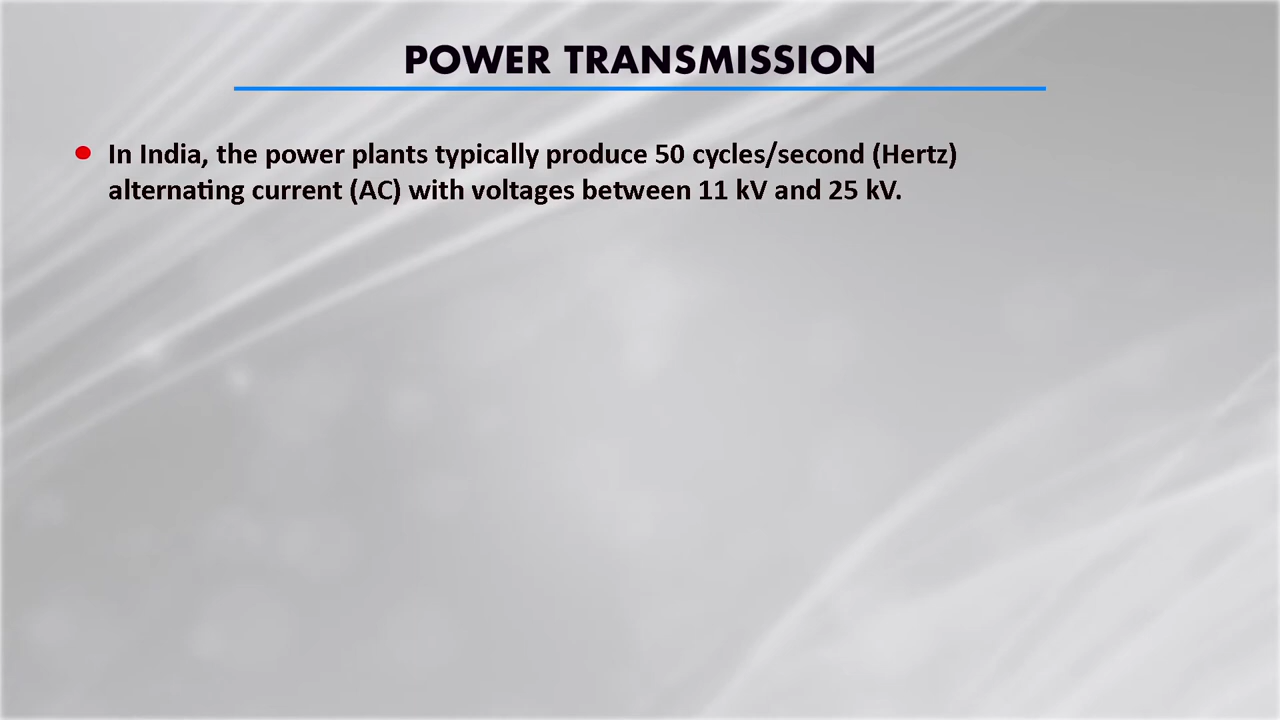 POWER TRANSMISSION
In India, the power plants typically produce 50 cycles/second (Hertz)
alternating current (AC) with voltages between 11 kV and 25 kV.